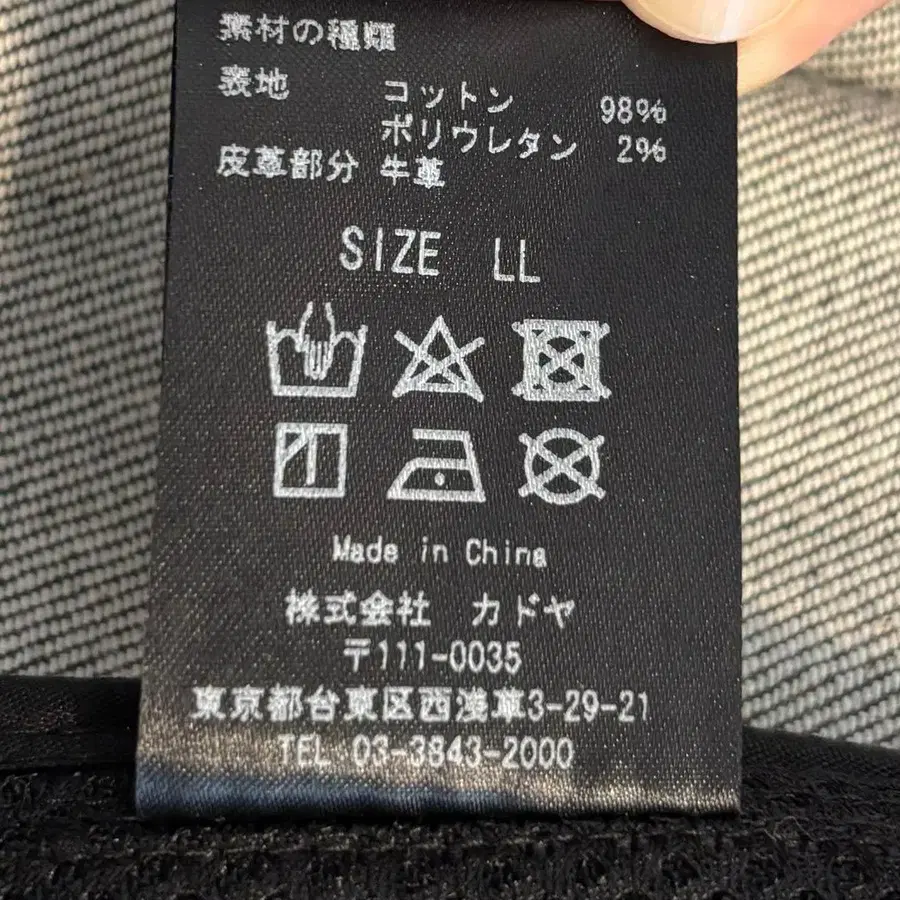 素材の種類
表地 コットン 98%
ポリウレタン 2%
皮革部分 牛革
SIZE LL
Made in China
株式会社 カドヤ
〒111-0035
東京都台東区西浅草3-29-21
TEL 03-3843-2000